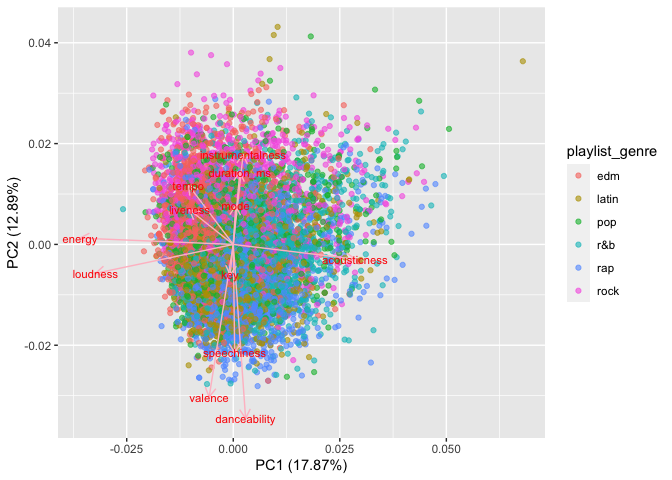 0.04
0.02
0.00
-0.02
PC2 (12.89%)
instrumentalness
duration_ms
tempo
liveness
mode
energy
acousticness
loudness
key
speechiness
valence
danceability
-0.025
0.000
0.025
0.050
PC1 (17.87%)
playlist_genre
edm
latin
pop
r&b
rap
rock